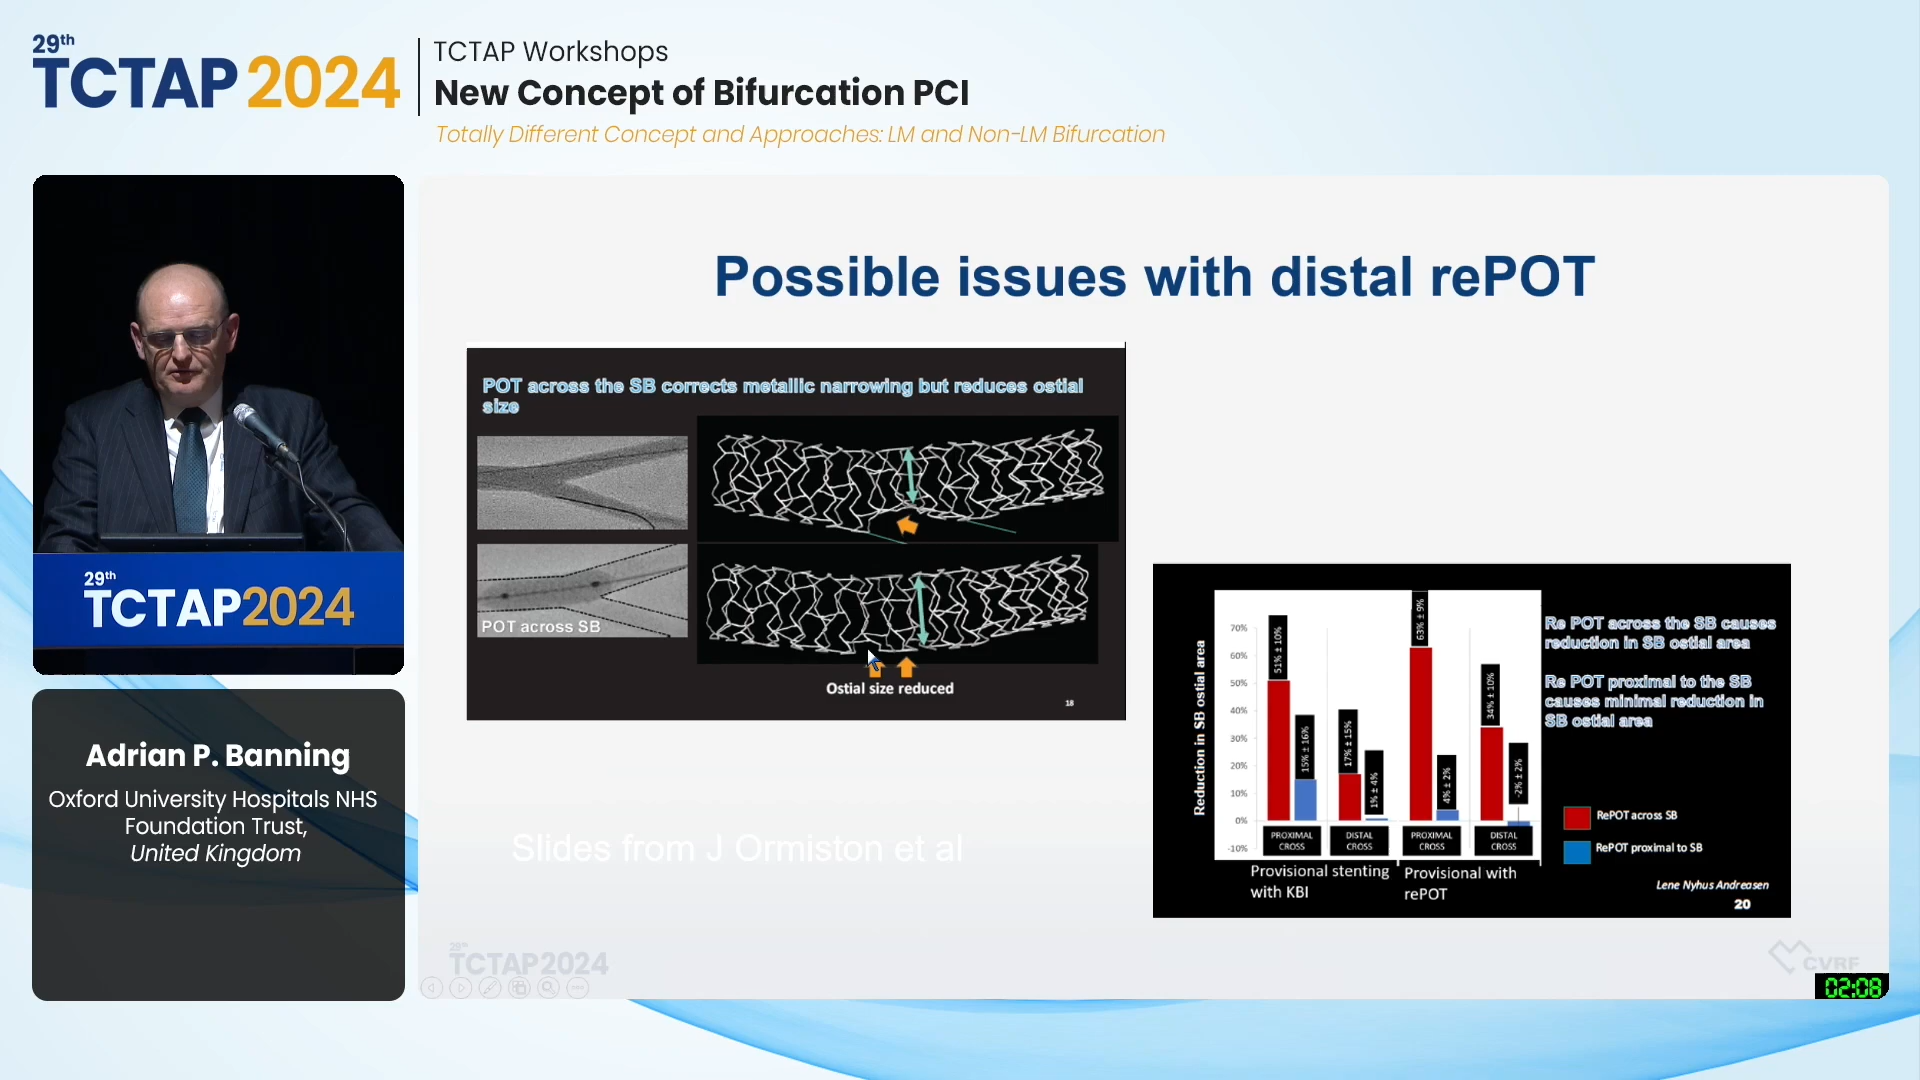 29th
TCTAP 2024
TCTAP Workshops
New Concept of Bifurcation PCI
Totally Different Concept and Approaches: LM and Non-LM Bifurcation
29th
TCTAP2024
Adrian P. Banning
Oxford University Hospitals NHS
Foundation Trust,
United Kingdom
Possible issues with distal rePOT
POT across the SB corrects metallic narrowing but reduces ostial
size
POT across SB
Ostial size reduced
18
Slides from J Ormiston et al
Reduction in SB ostial area
70%
60%
50%
40%
30%
20%
10%
0%
-10%
51% ± 10%
15% ± 16%
17% ± 15%
1% ± 4%
63% ± 9%
4% ± 2%
34% ± 10%
-2% ± 2%
PROXIMAL CROSS
DISTAL CROSS
PROXIMAL CROSS
DISTAL CROSS
Provisional stenting
with KBI
Provisional with
rePOT
Re POT across the SB causes
reduction in SB ostial area
Re POT proximal to the SB
causes minimal reduction in
SB ostial area
RePOT across SB
RePOT proximal to SB
Lene Nyhus Andreasen
20
29th
TCTAP2024
CVRF
02:08